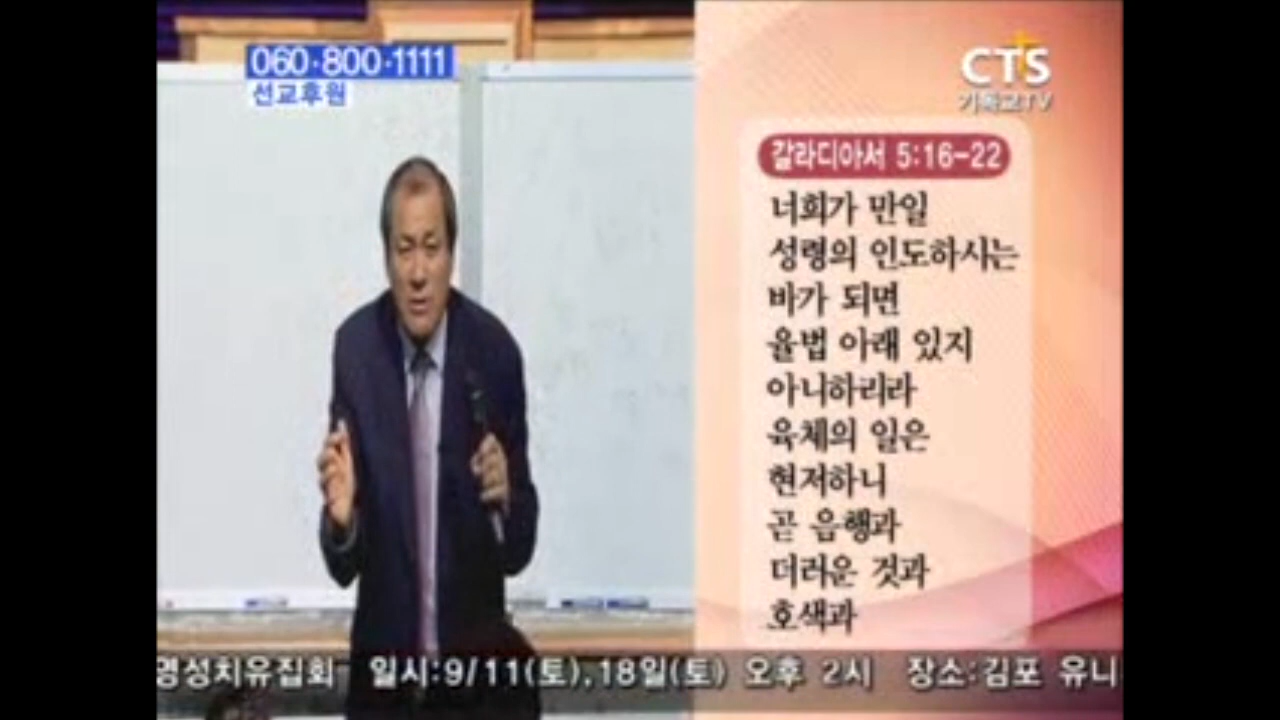 060·800·1111
선교후원
CTS
기독교TV
갈라디아서 5:16-22
너희가 만일
성령의 인도하시는
바가 되면
율법 아래 있지
아니하리라
육체의 일은
현저하니
곧 음행과
더러운 것과
호색과
영성치유집회 일시:9/11(토),18일(토) 오후 2시 장소:김포 유니